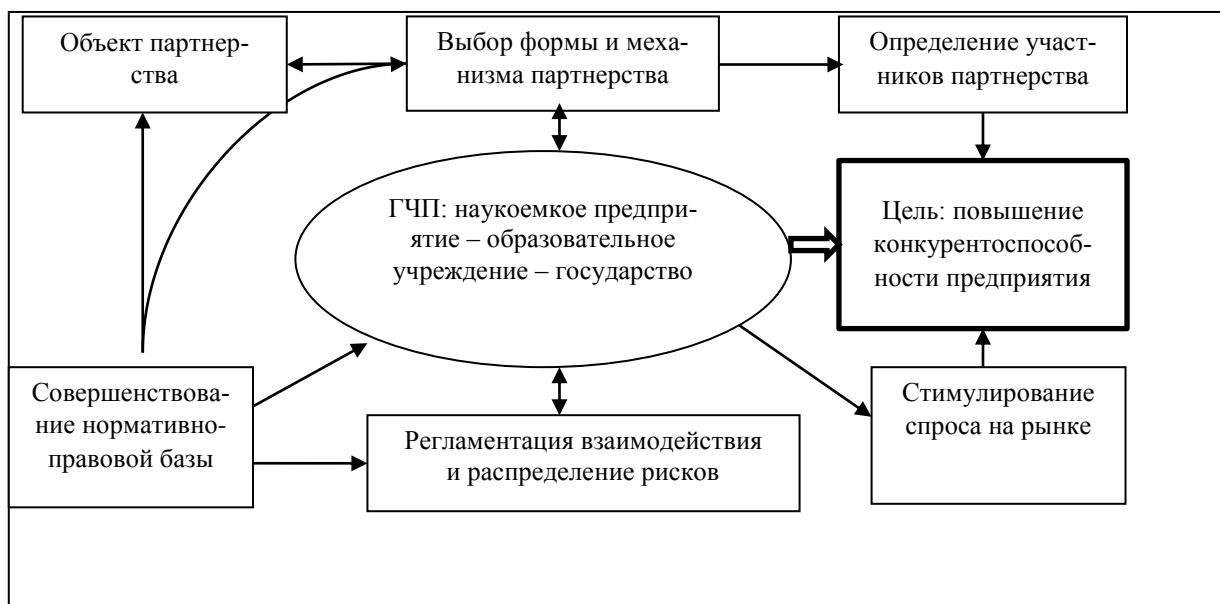 Объект партнер-
ства
Выбор формы и меха-
низма партнерства
Определение участ-
ников партнерства
ГЧП: наукоемкое предпри-
ятие – образовательное
учреждение – государство
Цель: повышение
конкурентоспособ-
ности предприятия
Совершенствова-
ние нормативно-
правовой базы
Регламентация взаимодействия
и распределение рисков
Стимулирование
спроса на рынке